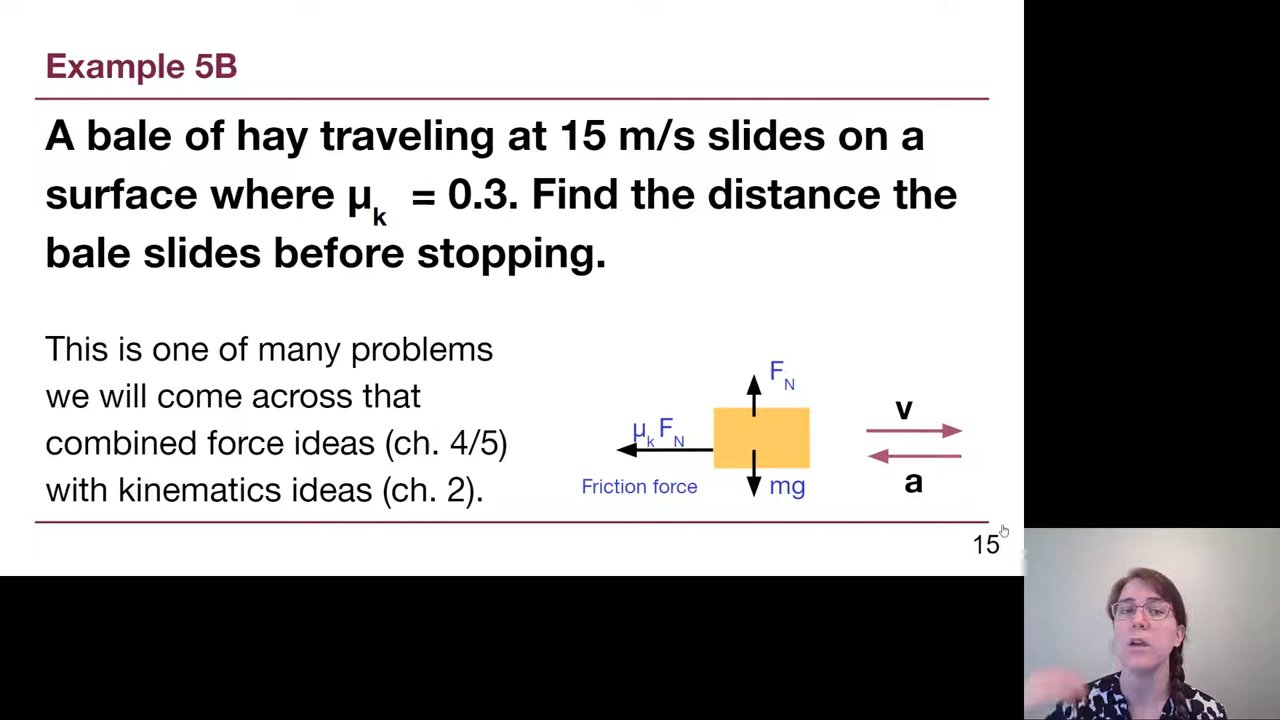 Example 5B
A bale of hay traveling at 15 m/s slides on a
surface where μk = 0.3. Find the distance the
bale slides before stopping.
This is one of many problems
we will come across that
combined force ideas (ch. 4/5)
with kinematics ideas (ch. 2).
FN
μk FN
Friction force
mg
v
a
15